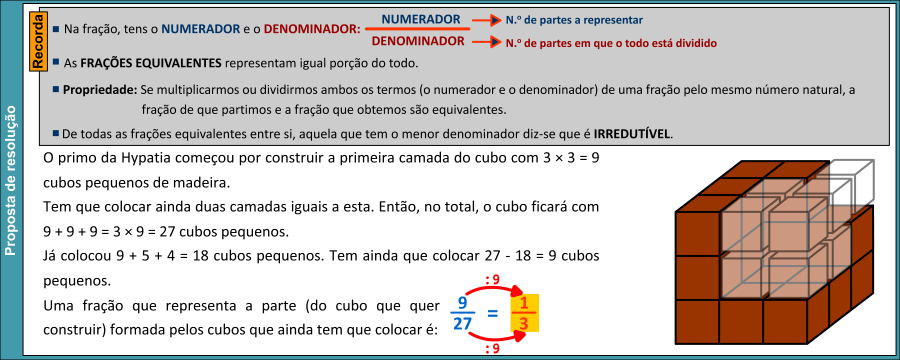 Proposta de resolução
Recorda
Na fração, tens o NUMERADOR e o DENOMINADOR:
NUMERADOR
N.º de partes a representar
DENOMINADOR
N.º de partes em que o todo está dividido
As FRAÇÕES EQUIVALENTES representam igual porção do todo.
Propriedade: Se multiplicarmos ou dividirmos ambos os termos (o numerador e o denominador) de uma fração pelo mesmo número natural, a
fração de que partimos e a fração que obtemos são equivalentes.
De todas as frações equivalentes entre si, aquela que tem o menor denominador diz-se que é IRREDUTÍVEL.
O primo da Hypatia começou por construir a primeira camada do cubo com 3 × 3 = 9
cubos pequenos de madeira.
Tem que colocar ainda duas camadas iguais a esta. Então, no total, o cubo ficará com
9 + 9 + 9 = 3 × 9 = 27 cubos pequenos.
Já colocou 9 + 5 + 4 = 18 cubos pequenos. Tem ainda que colocar 27 - 18 = 9 cubos
pequenos.
Uma fração que representa a parte (do cubo que quer
construir) formada pelos cubos que ainda tem que colocar é:
: 9
9/27 = 1/3
: 9